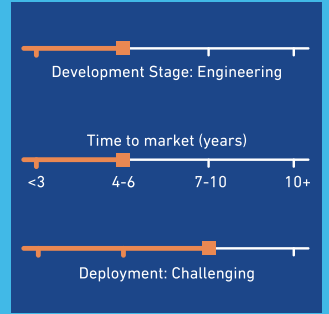 Development Stage: Engineering
Time to market (years)
<3 4-6 7-10 10+
Deployment: Challenging